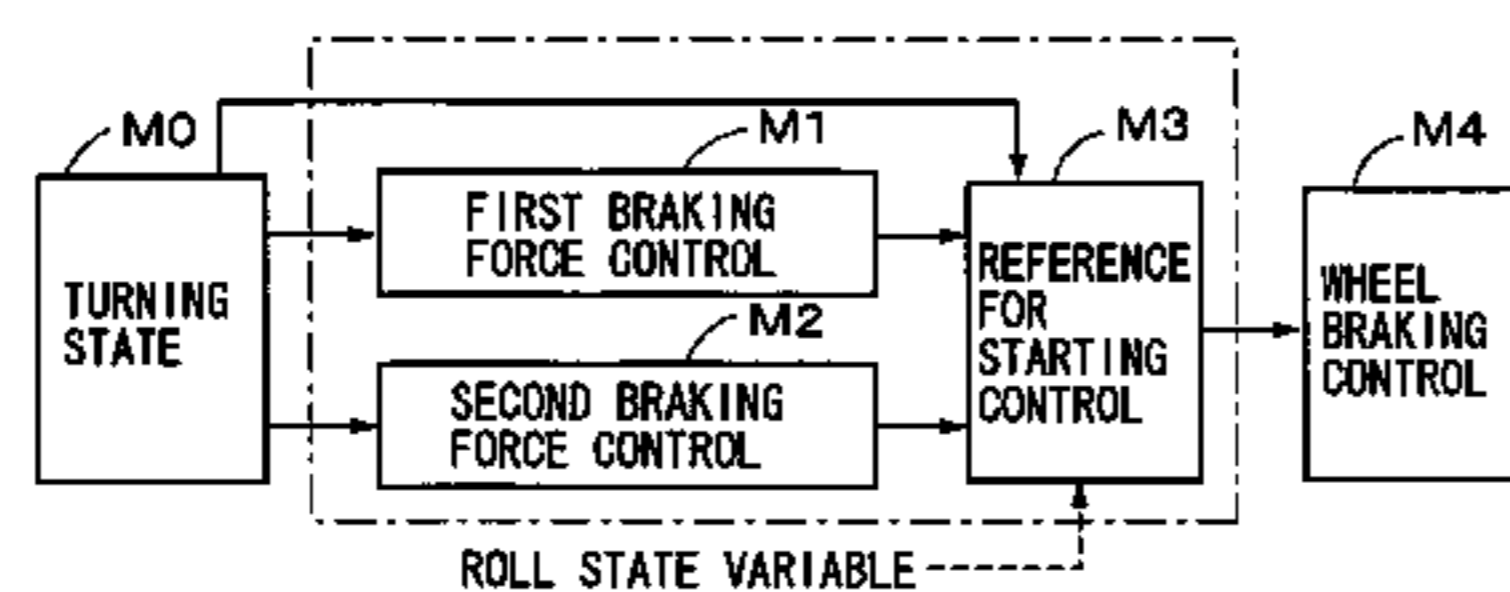 M0
M1
M3
M4
FIRST BRAKING
FORCE CONTROL
TURNING
STATE
M2
SECOND BRAKING
FORCE CONTROL
REFERENCE
FOR
STARTING
CONTROL
WHEEL
BRAKING
CONTROL
ROLL STATE VARIABLE